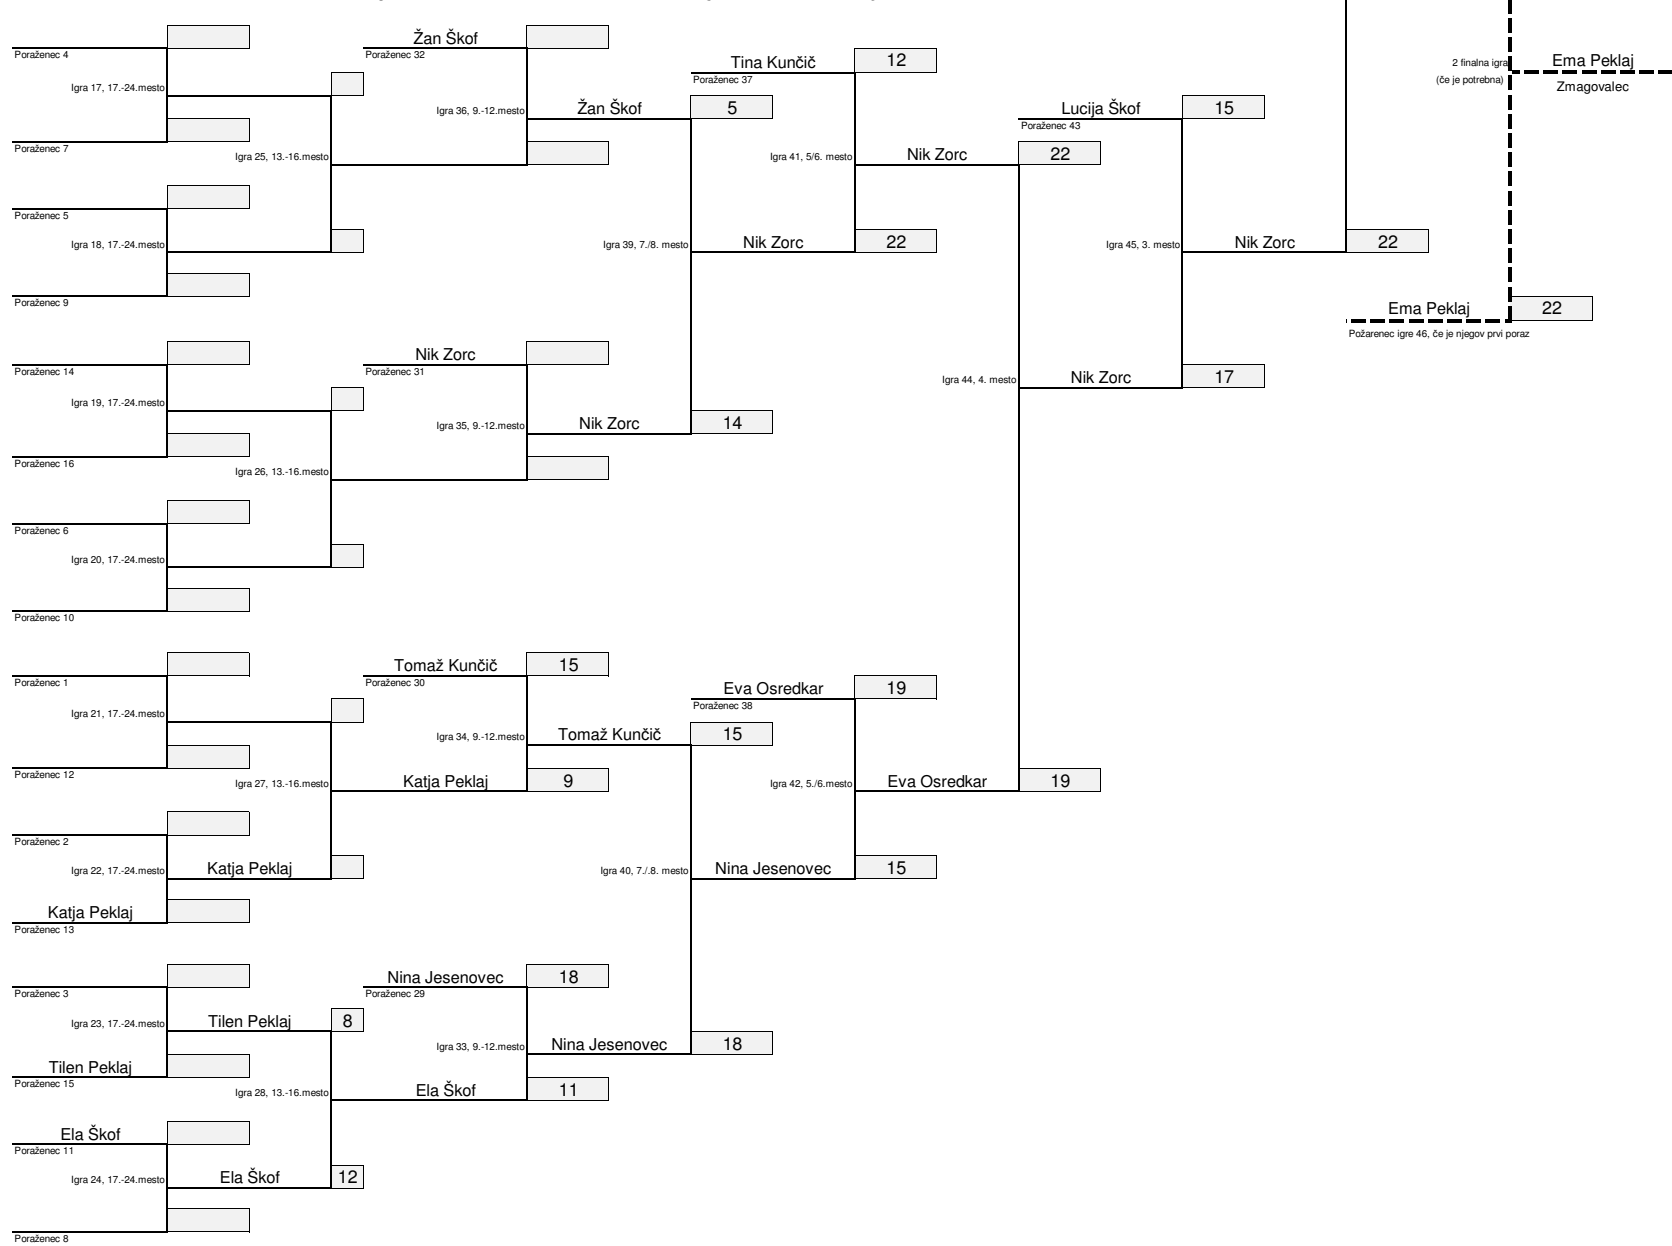 Žan Škof
Poraženec 4
Poraženec 32
Tina Kunčič
12
2 finalna igra
Ema Peklaj
Poraženec 37
(če je potrebna)
Zmagovalec
Igra 17, 17.-24.mesto
Igra 36, 9.-12.mesto
Žan Škof
5
Lucija Škof
15
Poraženec 43
Poraženec 7
Igra 25, 13.-16.mesto
Igra 41, 5/6. mesto
Nik Zorc
22
Poraženec 5
Igra 18, 17.-24.mesto
Igra 39, 7./8. mesto
Nik Zorc
22
Igra 45, 3. mesto
Nik Zorc
22
Poraženec 9
Ema Peklaj
22
Požarenec igre 46, če je njegov prvi poraz
Nik Zorc
Poraženec 14
Poraženec 31
Igra 44, 4. mesto
Nik Zorc
17
Igra 19, 17.-24.mesto
Igra 35, 9.-12.mesto
Nik Zorc
14
Poraženec 16
Igra 26, 13.-16.mesto
Poraženec 6
Igra 20, 17.-24.mesto
Poraženec 10
Tomaž Kunčič
15
Poraženec 1
Poraženec 30
Eva Osredkar
19
Poraženec 38
Igra 21, 17.-24.mesto
Igra 34, 9.-12.mesto
Tomaž Kunčič
15
Poraženec 12
Igra 27, 13.-16.mesto
Katja Peklaj
9
Igra 42, 5./6.mesto
Eva Osredkar
19
Poraženec 2
Igra 22, 17.-24.mesto
Katja Peklaj
Igra 40, 7./.8. mesto
Nina Jesenovec
15
Katja Peklaj
Poraženec 13
Nina Jesenovec
18
Poraženec 3
Poraženec 29
Igra 23, 17.-24.mesto
Tilen Peklaj
8
Igra 33, 9.-12.mesto
Nina Jesenovec
18
Tilen Peklaj
Poraženec 15
Igra 28, 13.-16.mesto
Ela Škof
11
Ela Škof
Poraženec 11
Igra 24, 17.-24.mesto
Ela Škof
12
Poraženec 8